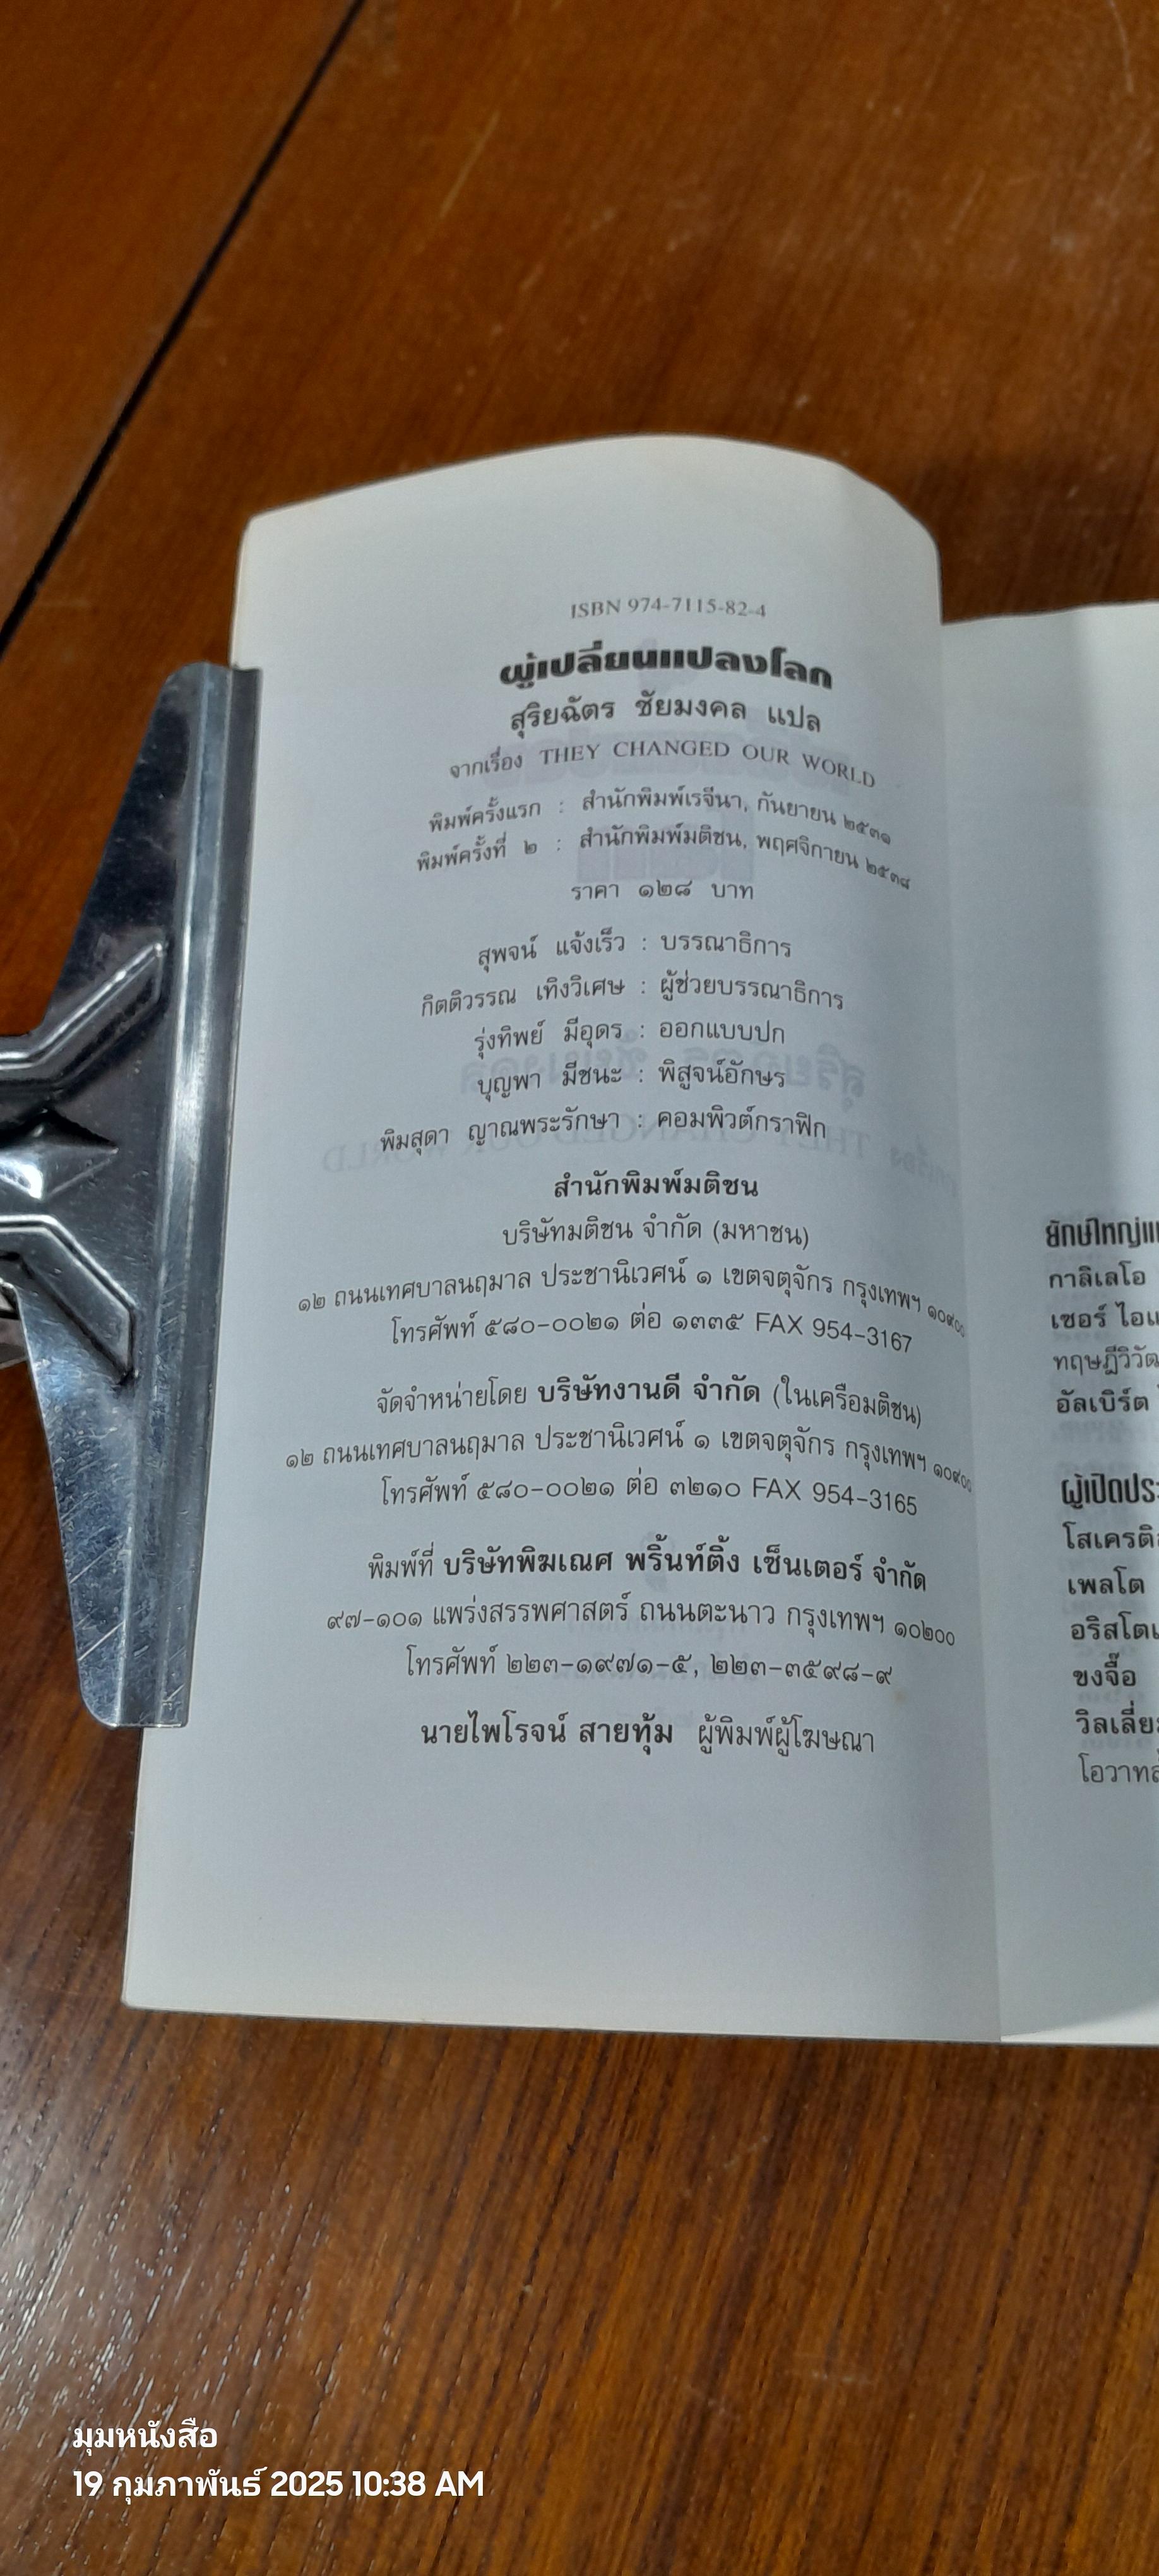 ISBN 974-7115-82-4
ผู้เปลี่ยนแปลงโลก
สุริยฉัตร ชัยมงคล แปล
จากเรื่อง THEY CHANGED OUR WORLD
พิมพ์ครั้งแรก : สำนักพิมพ์เรจีนา, กันยายน ๒๕๓๑
พิมพ์ครั้งที่ ๒ : สำนักพิมพ์มติชน, พฤศจิกายน ๒๕๓๘
ราคา ๑๒๘ บาท
สุพจน์ แจ้งเร็ว : บรรณาธิการ
กิตติวรรณ เทิงวิเศษ : ผู้ช่วยบรรณาธิการ
รุ่งทิพย์ มีอุดร : ออกแบบปก
บุญพา มีชนะ : พิสูจน์อักษร
พิมสุดา ญาณพระรักษา : คอมพิวต์กราฟิก
สำนักพิมพ์มติชน
บริษัทมติชน จำกัด (มหาชน)
๑๒ ถนนเทศบาลนฤมาล ประชานิเวศน์ ๑ เขตจตุจักร กรุงเทพฯ ๑๐๙๐๐
โทรศัพท์ ๕๘๐-๐๐๒๑ ต่อ ๑๓๓๕ FAX 954-3167
จัดจำหน่ายโดย บริษัทงานดี จำกัด (ในเครือมติชน)
๑๒ ถนนเทศบาลนฤมาล ประชานิเวศน์ ๑ เขตจตุจักร กรุงเทพฯ ๑๐๙๐๐
โทรศัพท์ ๕๘๐-๐๐๒๑ ต่อ ๓๒๑๐ FAX 954-3165
พิมพ์ที่ บริษัทพิฆเณศ พริ้นท์ติ้ง เซ็นเตอร์ จำกัด
๙๗-๑๐๑ แพร่งสรรพศาสตร์ ถนนตะนาว กรุงเทพฯ ๑๐๒๐๐
โทรศัพท์ ๒๒๓-๑๙๗๑-๕, ๒๒๓-๓๕๙๘-๙
นายไพโรจน์ สายทุ้ม ผู้พิมพ์ผู้โฆษณา
ยักษ์ใหญ่
กาลิเลโอ
เซอร์
ทฤษฎี
อัลเบิร์ต
เพลโต
ขงจื๊อ
มุมหนังสือ
19 กุมภาพันธ์ 2025 10:38 AM